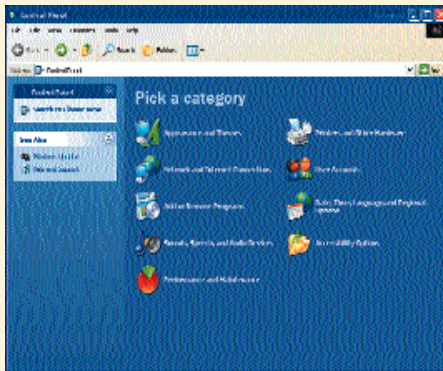 Control Panel
File Edit View Favorites Tools Help
Back Search Folders
Address Control Panel Go
Control Panel
Switch to Classic View
See Also
Windows Update
Pick a category
Appearance and Themes
Printers and Other Hardware
Network and Internet Connections
User Accounts
Add or Remove Programs
Date, Time, Language, and Regional
Options
Sounds, Speech, and Audio Devices
Accessibility Options
Performance and Maintenance